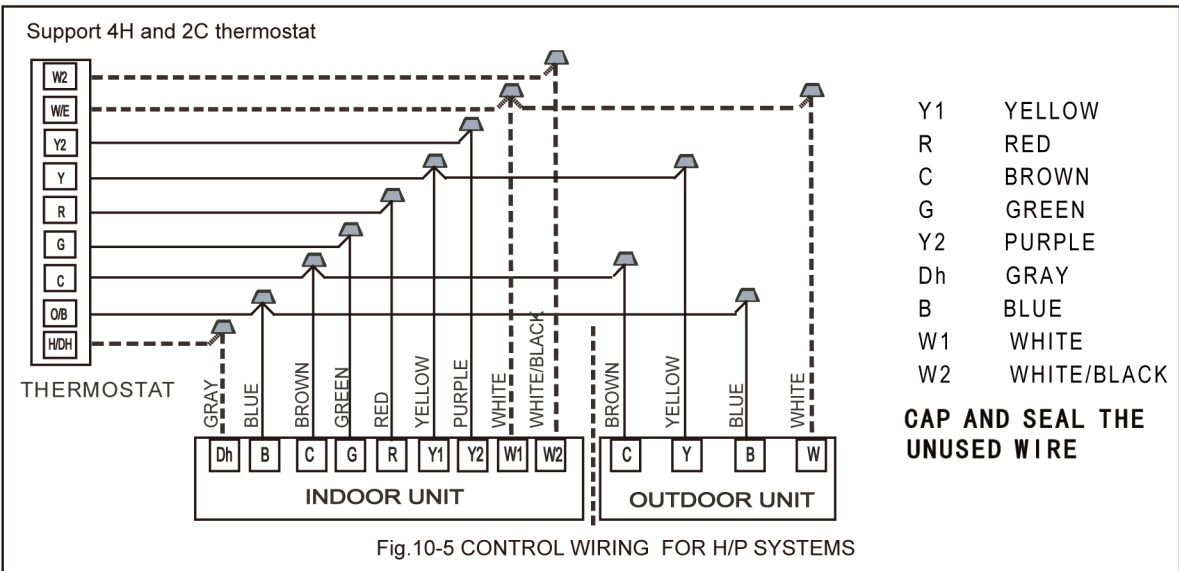 Support 4H and 2C thermostat
W2
W/E
Y2
Y
R
G
C
O/B
H/DH
THERMOSTAT
GRAY
BLUE
BROWN
GREEN
RED
YELLOW
PURPLE
WHITE
WHITE/BLACK
BROWN
YELLOW
BLUE
WHITE
Dh B C G R Y1 Y2 W1 W2
INDOOR UNIT
C Y B W
OUTDOOR UNIT
Y1 YELLOW
R RED
C BROWN
G GREEN
Y2 PURPLE
Dh GRAY
B BLUE
W1 WHITE
W2 WHITE/BLACK
CAP AND SEAL THE
UNUSED WIRE
Fig.10-5 CONTROL WIRING FOR H/P SYSTEMS